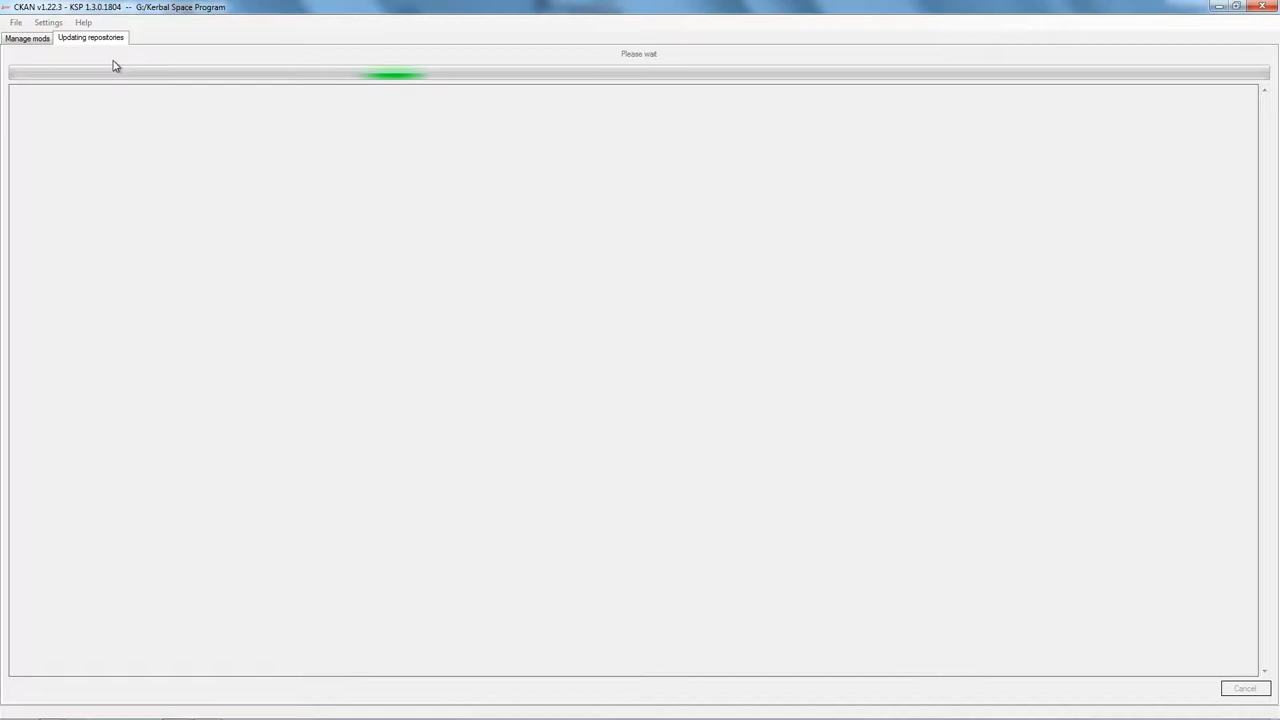 CKAN v1.22.3 - KSP 1.3.0.1804 -- G:/Kerbal Space Program
File Settings Help
Manage mods Updating repositories
Please wait
Cancel